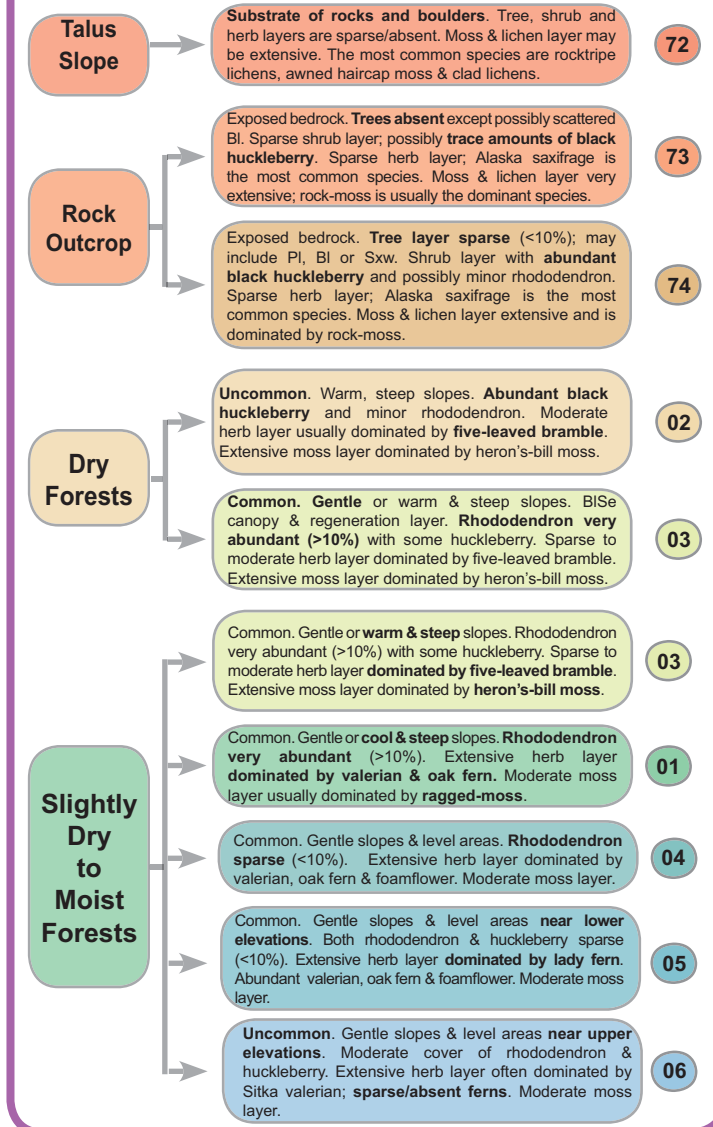 Talus
Slope
Substrate of rocks and boulders. Tree, shrub and
herb layers are sparse/absent. Moss & lichen layer may
be extensive. The most common species are rocktripe
lichens, awned haircap moss & clad lichens.
72
Rock
Outcrop
Exposed bedrock. Trees absent except possibly scattered
Bl. Sparse shrub layer; possibly trace amounts of black
huckleberry. Sparse herb layer; Alaska saxifrage is
the most common species. Moss & lichen layer very
extensive; rock-moss is usually the dominant species.
73
Exposed bedrock. Tree layer sparse (<10%); may
include Pl, Bl or Sxw. Shrub layer with abundant
black huckleberry and possibly minor rhododendron.
Sparse herb layer; Alaska saxifrage is the most
common species. Moss & lichen layer extensive and is
dominated by rock-moss.
74
Dry
Forests
Uncommon. Warm, steep slopes. Abundant black
huckleberry and minor rhododendron. Moderate
herb layer usually dominated by five-leaved bramble.
Extensive moss layer dominated by heron's-bill moss.
02
Common. Gentle or warm & steep slopes. BlSe
canopy & regeneration layer. Rhododendron very
abundant (>10%) with some huckleberry. Sparse to
moderate herb layer dominated by five-leaved bramble.
Extensive moss layer dominated by heron's-bill moss.
03
Slightly
Dry
to
Moist
Forests
Common. Gentle or warm & steep slopes. Rhododendron
very abundant (>10%) with some huckleberry. Sparse to
moderate herb layer dominated by five-leaved bramble.
Extensive moss layer dominated by heron's-bill moss.
03
Common. Gentle or cool & steep slopes. Rhododendron
very abundant (>10%). Extensive herb layer
dominated by valerian & oak fern. Moderate moss
layer usually dominated by ragged-moss.
01
Common. Gentle slopes & level areas. Rhododendron
sparse (<10%). Extensive herb layer dominated by
valerian, oak fern & foamflower. Moderate moss layer.
04
Common. Gentle slopes & level areas near lower
elevations. Both rhododendron & huckleberry sparse
(<10%). Extensive herb layer dominated by lady fern.
Abundant valerian, oak fern & foamflower. Moderate moss
layer.
05
Uncommon. Gentle slopes & level areas near upper
elevations. Moderate cover of rhododendron &
huckleberry. Extensive herb layer often dominated by
Sitka valerian; sparse/absent ferns. Moderate moss
layer.
06